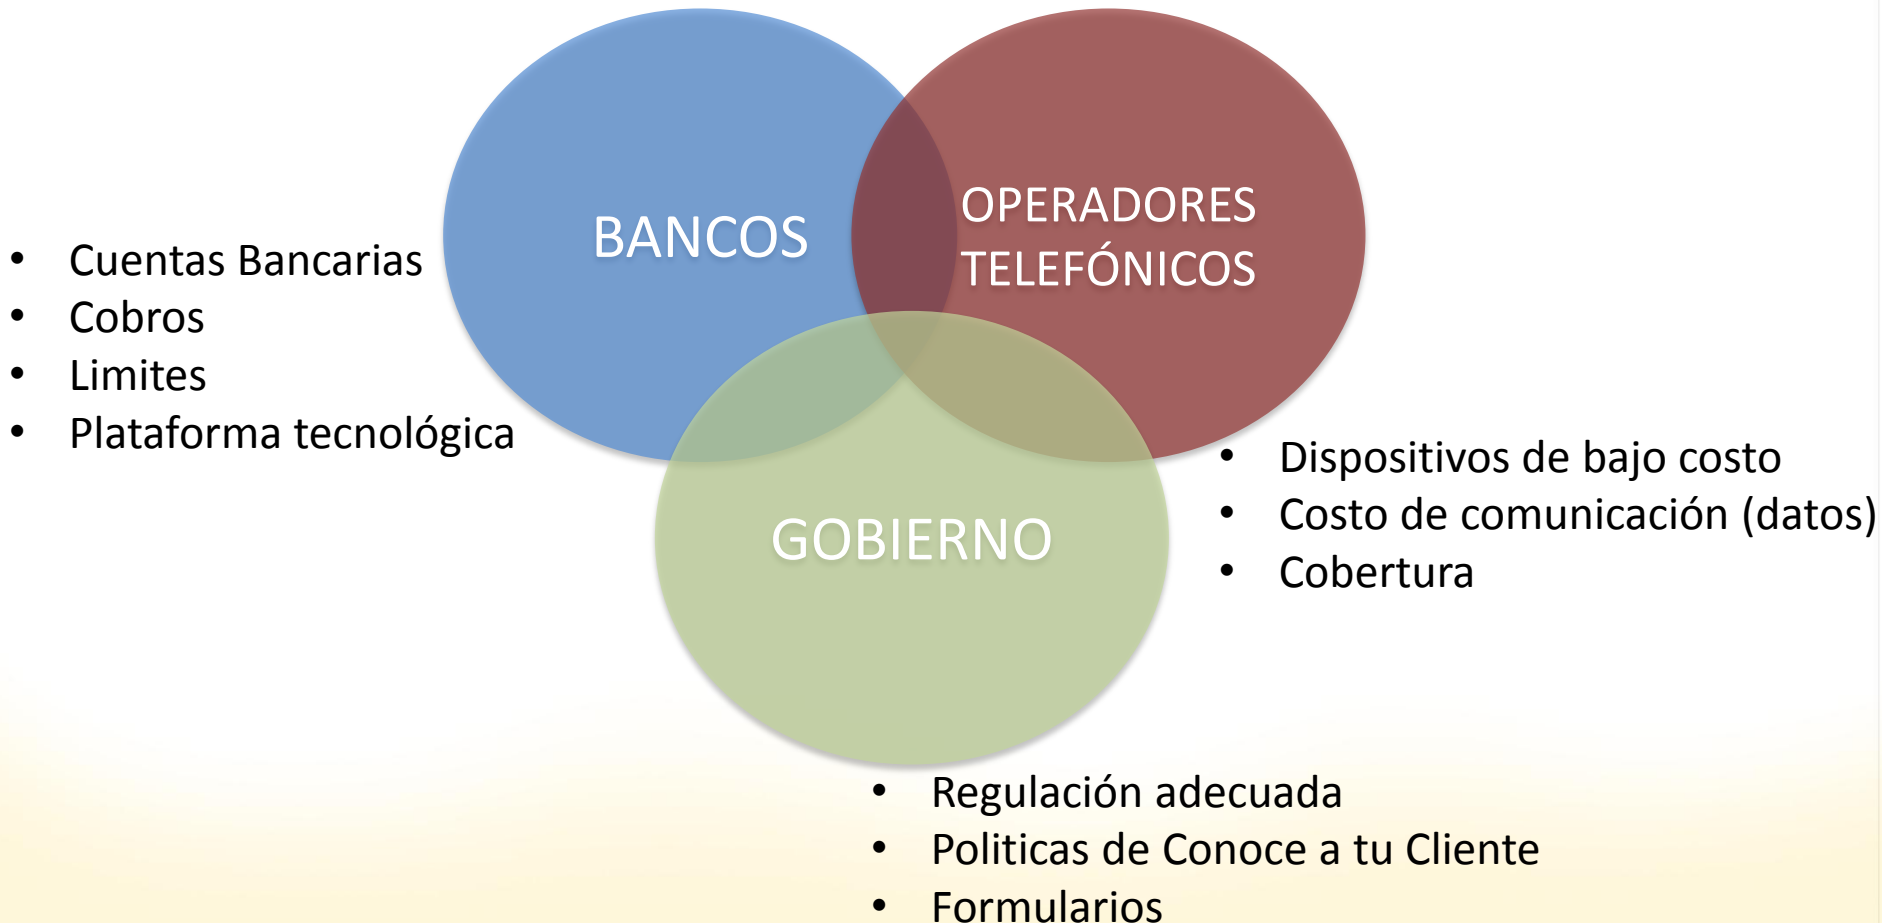 BANCOS
OPERADORES
TELEFÓNICOS
• Cuentas Bancarias
• Cobros
• Limites
• Plataforma tecnológica
GOBIERNO
• Dispositivos de bajo costo
• Costo de comunicación (datos)
• Cobertura
• Regulación adecuada
• Politicas de Conoce a tu Cliente
• Formularios